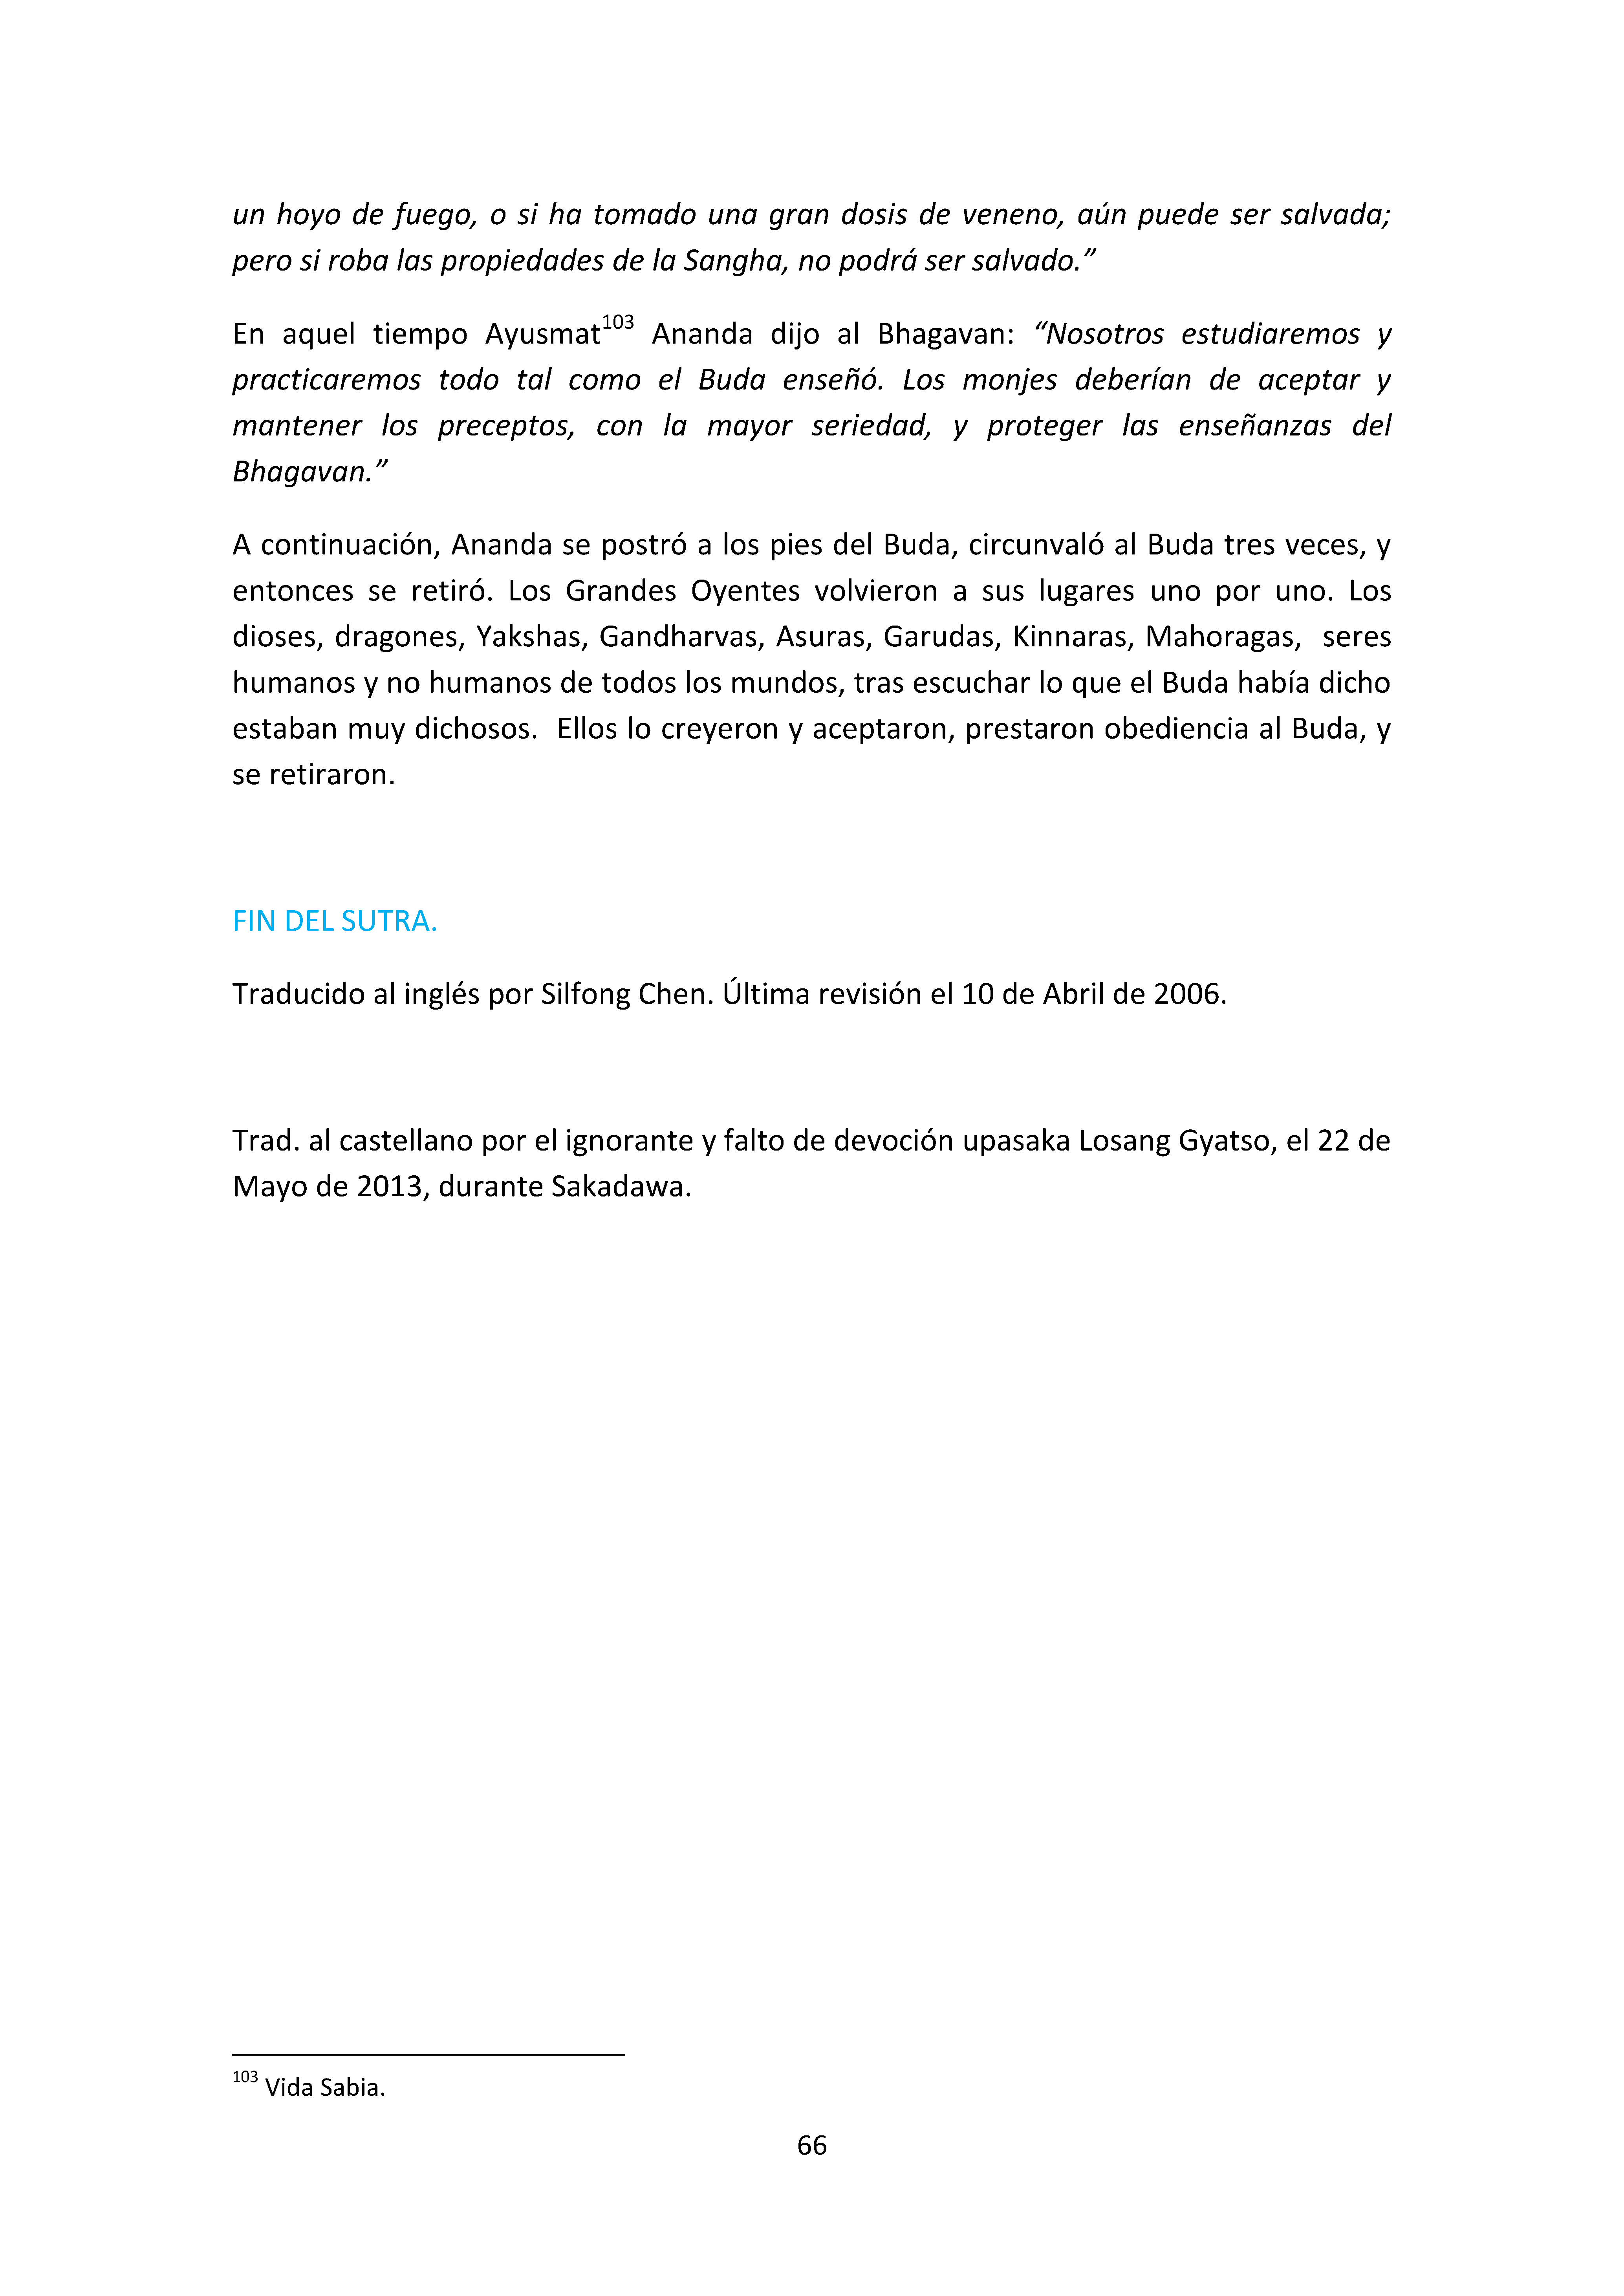 un hoyo de fuego, o si ha tomado una gran dosis de veneno, aún puede ser salvada;
pero si roba las propiedades de la Sangha, no podrá ser salvado.”
En aquel tiempo Ayusmat103 Ananda dijo al Bhagavan: “Nosotros estudiaremos y
practicaremos todo tal como el Buda enseñó. Los monjes deberían de aceptar y
mantener los preceptos, con la mayor seriedad, y proteger las enseñanzas del
Bhagavan.”
A continuación, Ananda se postró a los pies del Buda, circunvaló al Buda tres veces, y
entonces se retiró. Los Grandes Oyentes volvieron a sus lugares uno por uno. Los
dioses, dragones, Yakshas, Gandharvas, Asuras, Garudas, Kinnaras, Mahoragas, seres
humanos y no humanos de todos los mundos, tras escuchar lo que el Buda había dicho
estaban muy dichosos. Ellos lo creyeron y aceptaron, prestaron obediencia al Buda, y
se retiraron.
FIN DEL SUTRA.
Traducido al inglés por Silfong Chen. Última revisión el 10 de Abril de 2006.
Trad. al castellano por el ignorante y falto de devoción upasaka Losang Gyatso, el 22 de
Mayo de 2013, durante Sakadawa.
103 Vida Sabia.
66